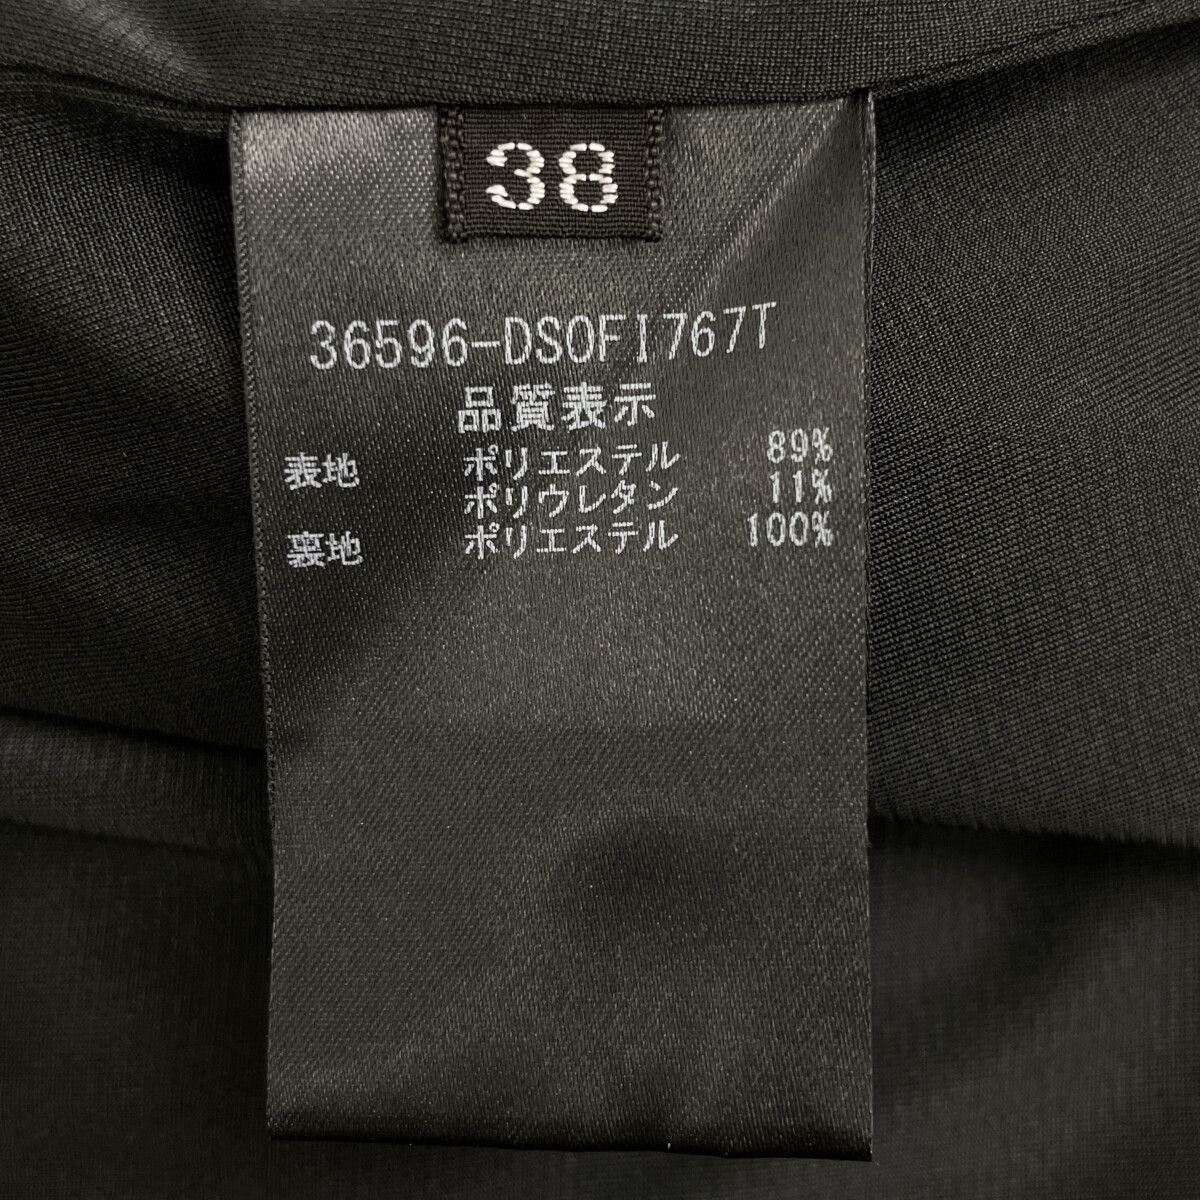 38
36596-DSOFI767T
品質表示
表地 ポリエステル 89%
ポリウレタン 11%
裏地 ポリエステル 100%